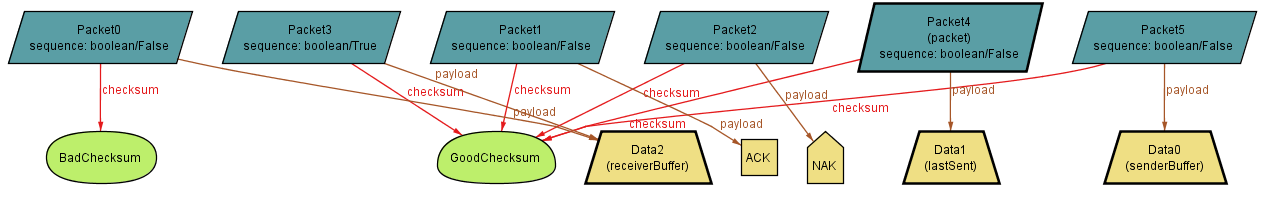 Packet0
sequence: boolean/False
Packet3
sequence: boolean/True
Packet1
sequence: boolean/False
Packet2
sequence: boolean/False
Packet4
(packet)
sequence: boolean/False
Packet5
sequence: boolean/False
checksum
payload
checksum
payload
checksum
payload
checksum
payload
checksum
payload
checksum
payload
BadChecksum
GoodChecksum
Data2
(receiverBuffer)
ACK
NAK
Data1
(lastSent)
Data0
(senderBuffer)